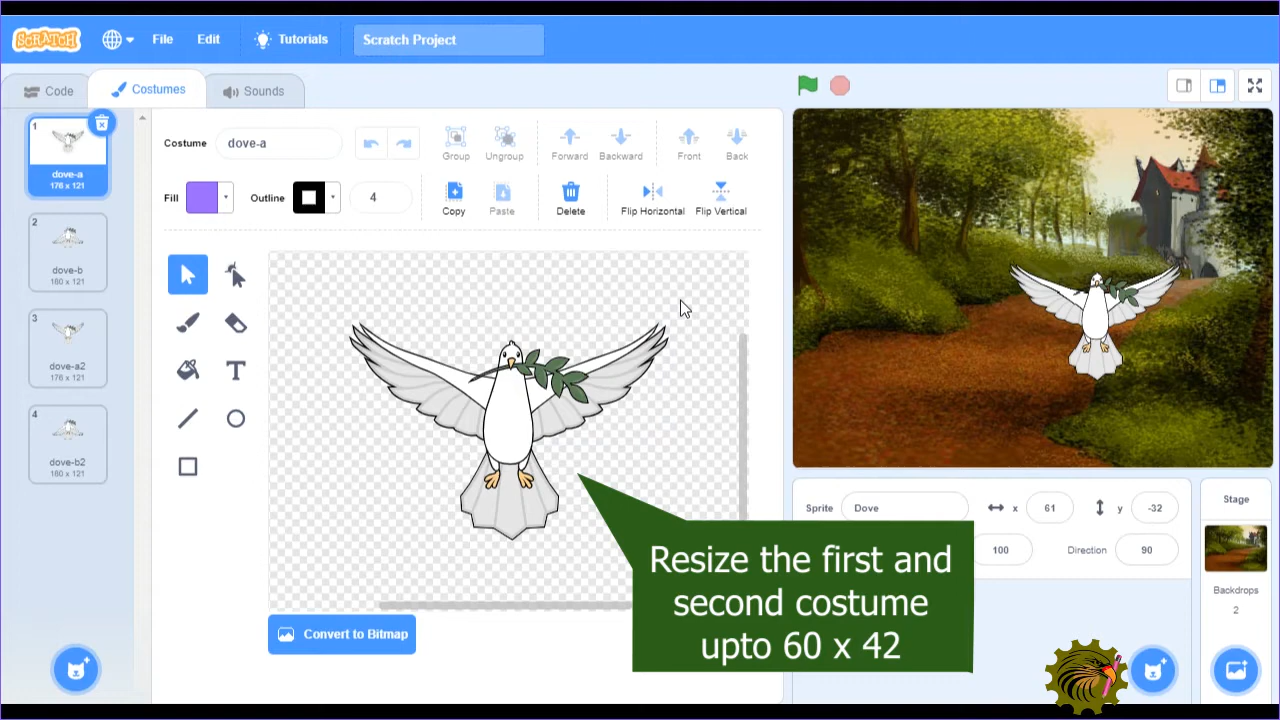 SCRATCH
File
Edit
Tutorials
Scratch Project
Code
Costumes
Sounds
1
dove-a
176 x 121
2
dove-b
160 x 121
3
dove-a2
176 x 121
4
dove-b2
160 x 121
Costume
dove-a
Group
Ungroup
Forward
Backward
Front
Back
Fill
Outline
4
Copy
Paste
Delete
Flip Horizontal
Flip Vertical
Convert to Bitmap
Resize the first and
second costume
upto 60 x 42
Sprite
Dove
x
61
y
-32
100
Direction
90
Stage
Backdrops
2